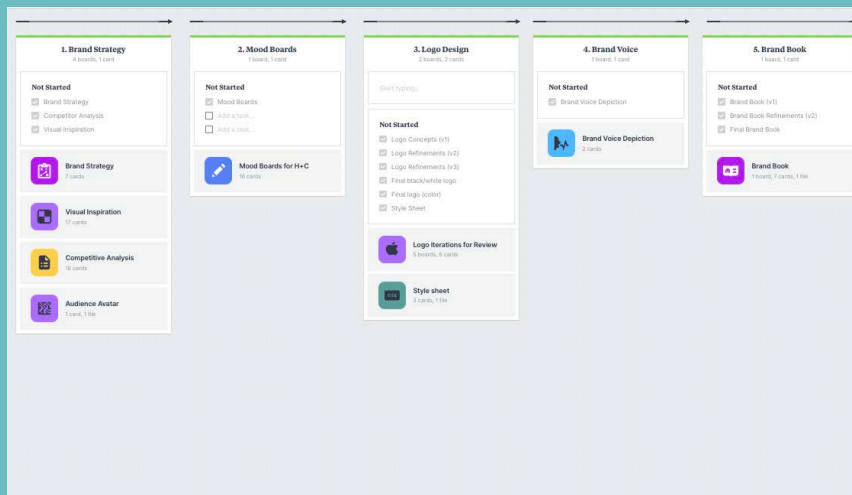 1. Brand Strategy
4 boards, 1 card
Not Started
Brand Strategy
Competitor Analysis
Visual Inspiration
Brand Strategy
7 cards
Visual Inspiration
17 cards
Competitive Analysis
16 cards
Audience Avatar
1 card, 1 file
2. Mood Boards
1 board, 1 card
Not Started
Mood Boards
Add a task...
Add a task...
Mood Boards for H+C
16 cards
3. Logo Design
2 boards, 2 cards
Start typing...
Not Started
Logo Concepts (v1)
Logo Refinements (v2)
Logo Refinements (v3)
Final black/white logo
Final logo (color)
Style Sheet
Logo Iterations for Review
5 boards, 6 cards
Style sheet
3 cards, 1 file
4. Brand Voice
1 board, 1 card
Not Started
Brand Voice Depiction
Brand Voice Depiction
2 cards
5. Brand Book
1 board, 1 card
Not Started
Brand Book (v1)
Brand Book Refinements (v2)
Final Brand Book
Brand Book
1 board, 7 cards, 1 file